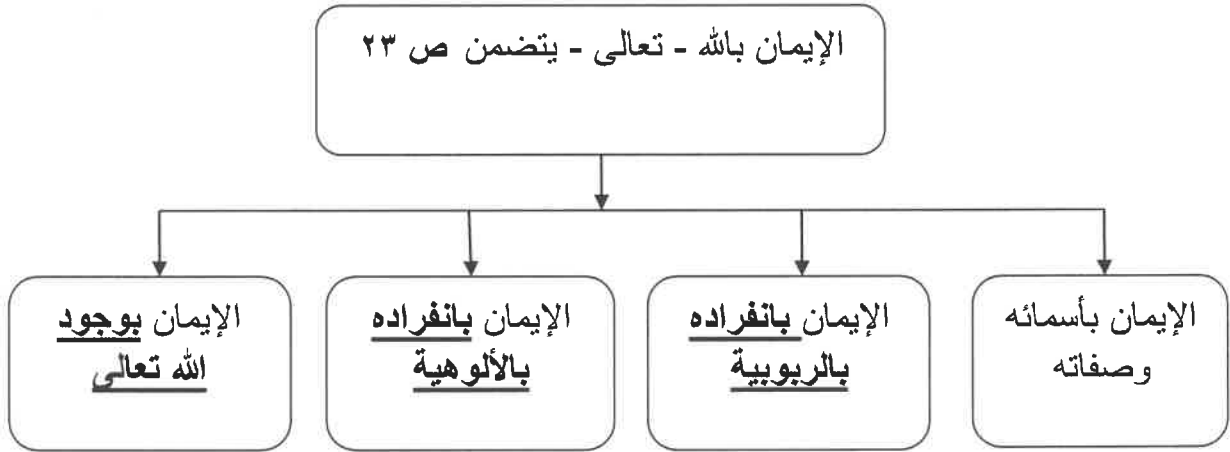 الإيمان بالله - تعالى - يتضمن ص ٢٣
الإيمان بأسمائه
وصفاته
الإيمان بانفراده
بالربوبية
الإيمان بانفراده
بالألوهية
الإيمان بوجود
الله تعالى